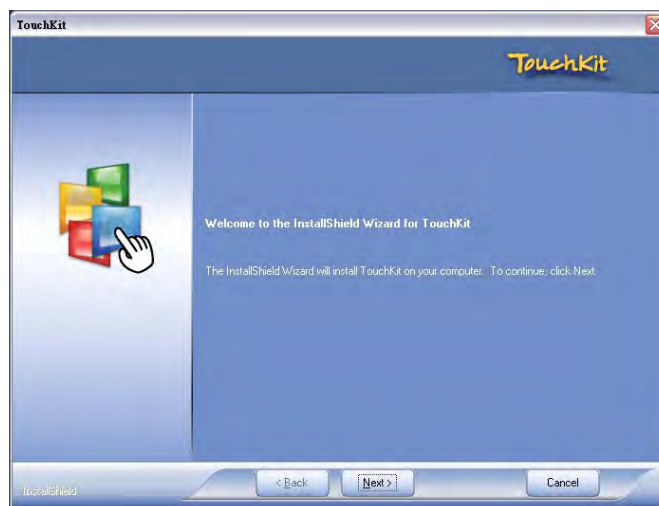 TouchKit
TouchKit
Welcome to the InstallShield Wizard for TouchKit
The InstallShield Wizard will install TouchKit on your computer. To continue, click Next.
InstallShield
< Back
Next >
Cancel